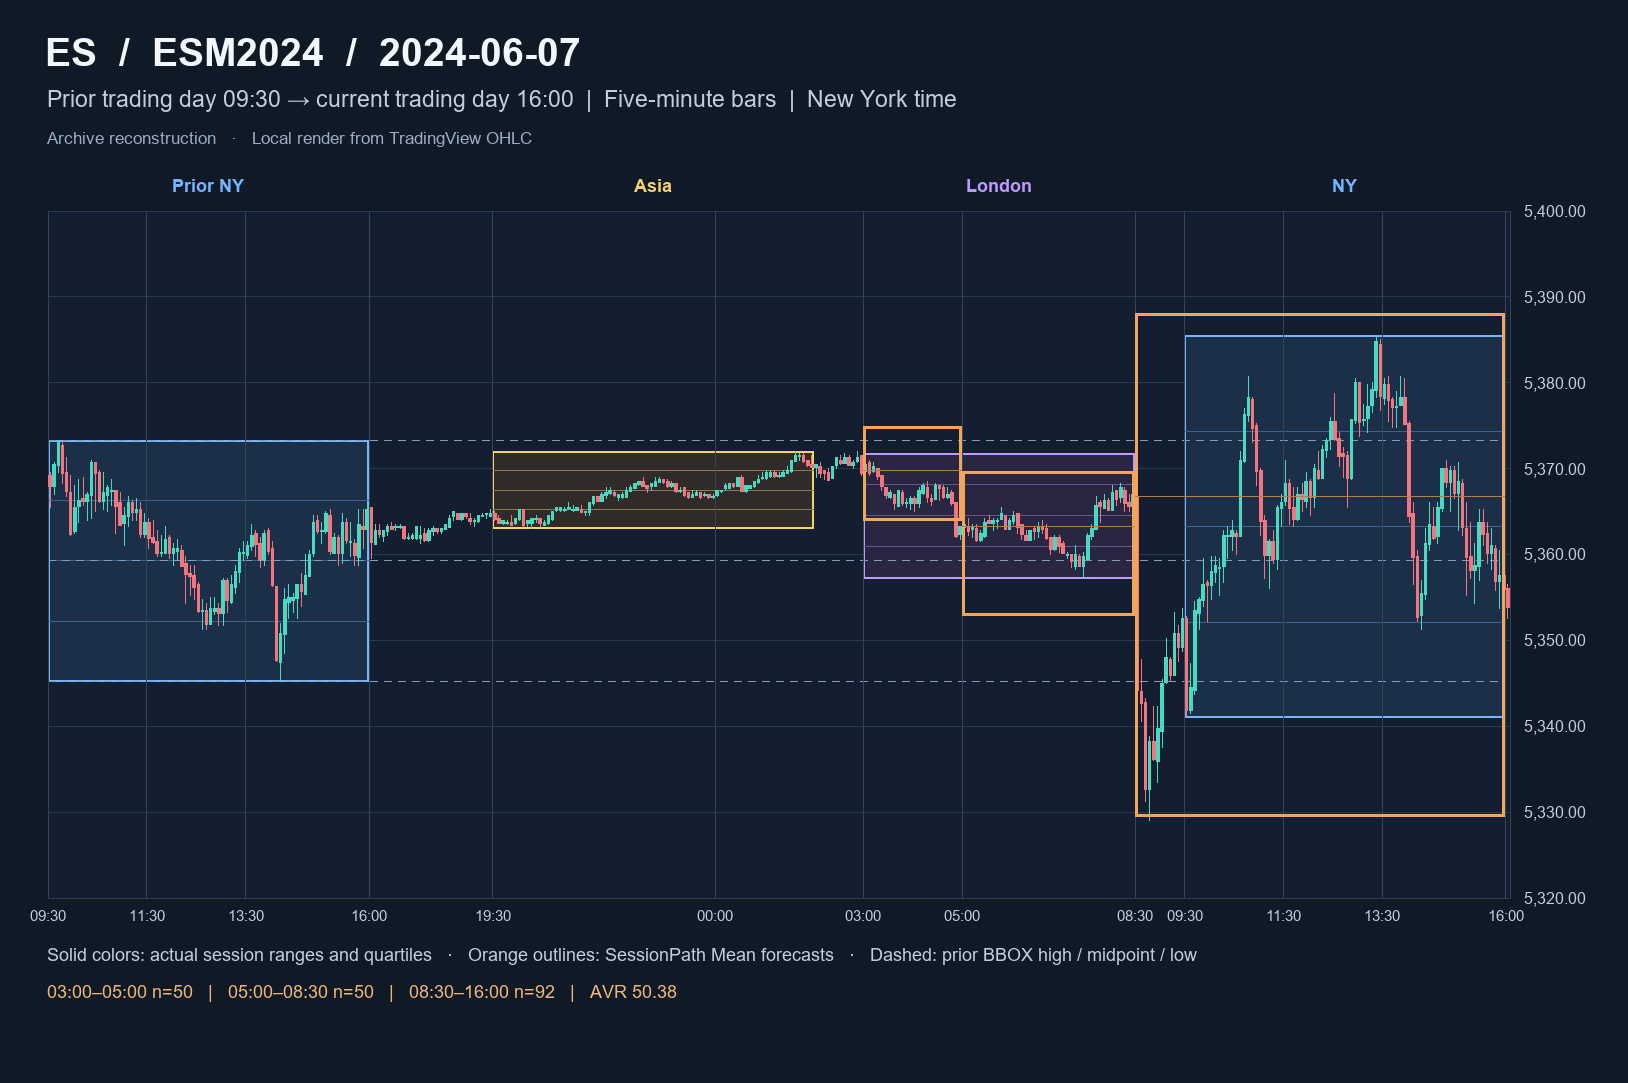 ES / ESM2024 / 2024-06-07
Prior trading day 09:30 → current trading day 16:00 | Five-minute bars | New York time
Archive reconstruction · Local render from TradingView OHLC
Prior NY Asia London NY
5,400.00
5,390.00
5,380.00
5,370.00
5,360.00
5,350.00
5,340.00
5,330.00
5,320.00
09:30 11:30 13:30 16:00 19:30 00:00 03:00 05:00 08:30 09:30 11:30 13:30 16:00
Solid colors: actual session ranges and quartiles · Orange outlines: SessionPath Mean forecasts · Dashed: prior BBOX high / midpoint / low
03:00–05:00 n=50 | 05:00–08:30 n=50 | 08:30–16:00 n=92 | AVR 50.38